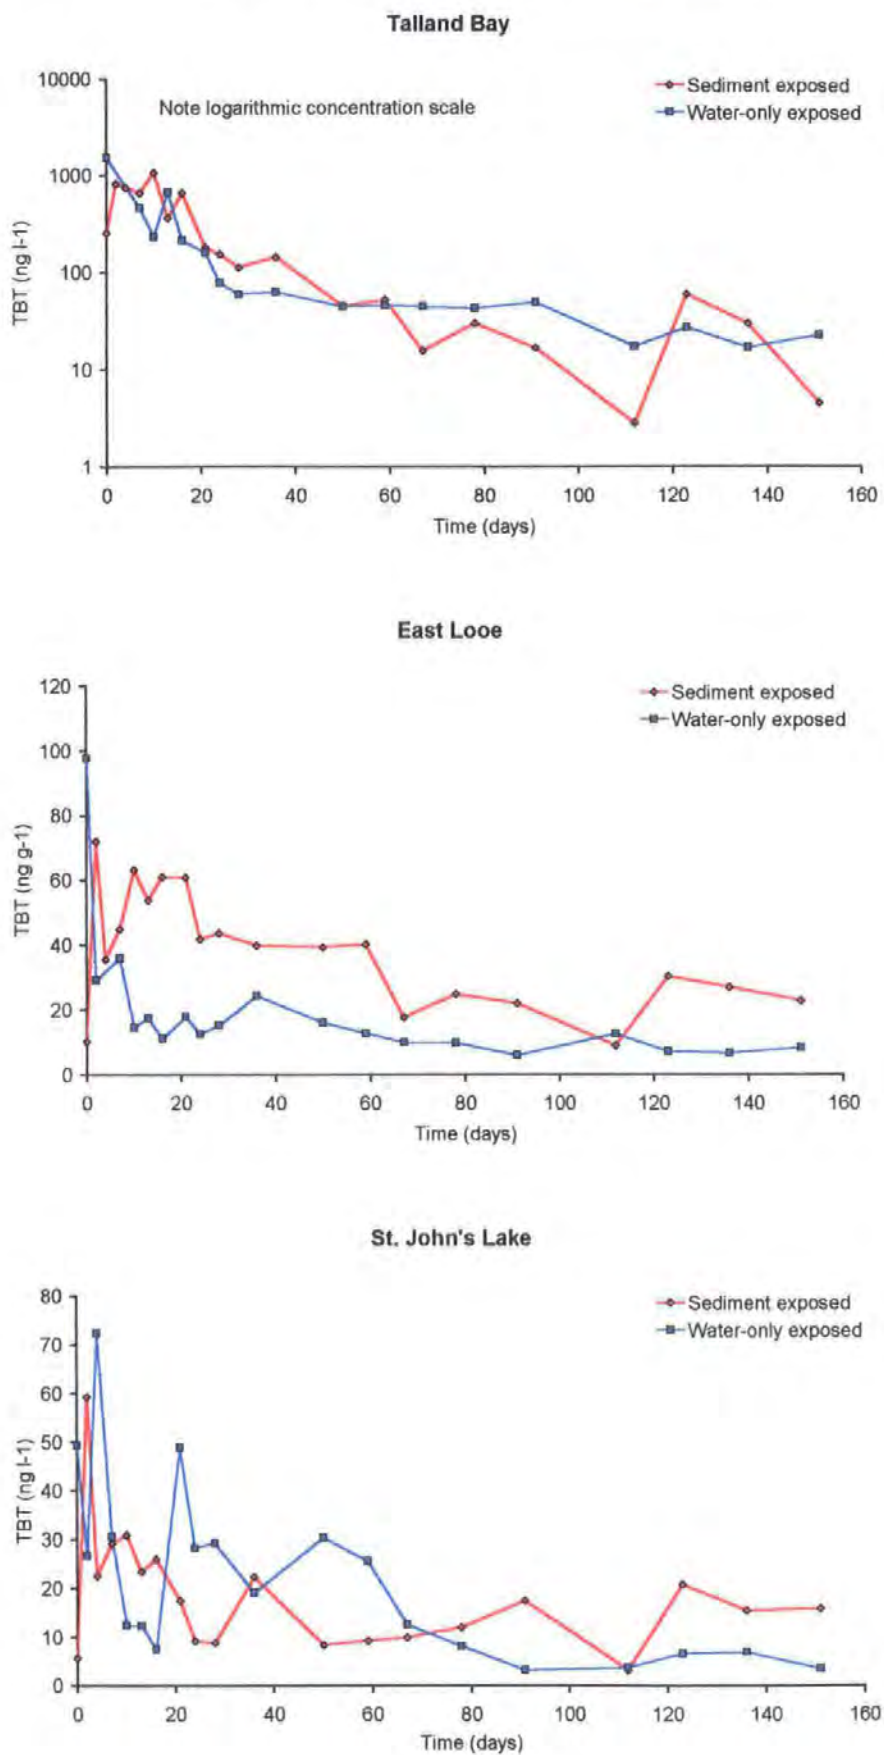 Talland Bay
10000
1000
100
10
1
TBT (ng l-1)
Note logarithmic concentration scale
Sediment exposed
Water-only exposed
0 20 40 60 80 100 120 140 160
Time (days)
East Looe
120
100
80
60
40
20
0
TBT (ng g-1)
Sediment exposed
Water-only exposed
0 20 40 60 80 100 120 140 160
Time (days)
St. John's Lake
80
70
60
50
40
30
20
10
0
TBT (ng l-1)
Sediment exposed
Water-only exposed
0 20 40 60 80 100 120 140 160
Time (days)